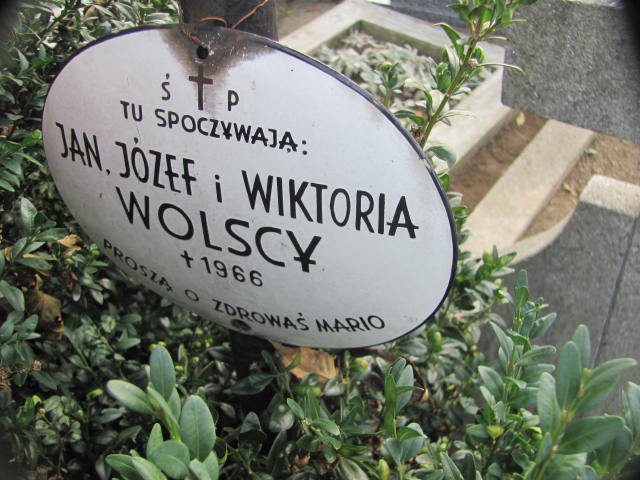 Ś † P
TU SPOCZYWAJĄ:
JAN, JÓZEF i WIKTORIA
WOLSCY
† 1966
PROSZĄ O ZDROWAŚ MARIO